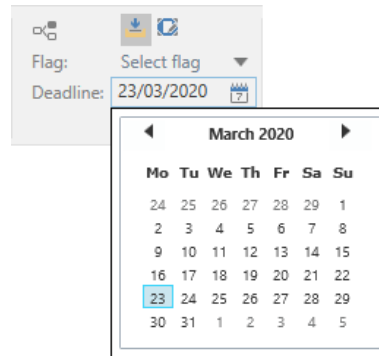 Flag: Select flag
Deadline: 23/03/2020 7
March 2020
Mo Tu We Th Fr Sa Su
24 25 26 27 28 29 1
2 3 4 5 6 7 8
9 10 11 12 13 14 15
16 17 18 19 20 21 22
23 24 25 26 27 28 29
30 31 1 2 3 4 5